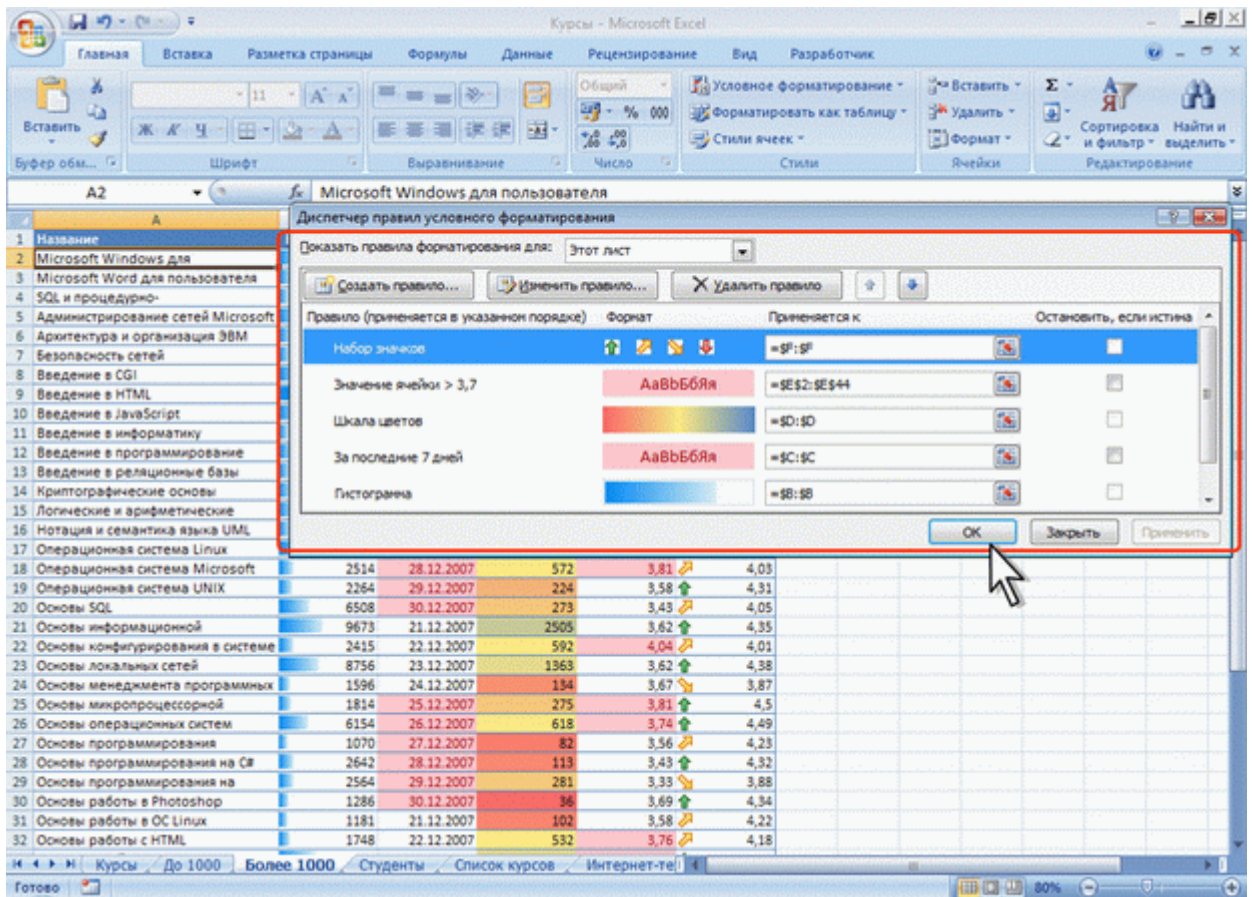 Курсы - Microsoft Excel
Главная Вставка Разметка страницы Формулы Данные Рецензирование Вид Разработчик
Общий Условное форматирование Вставить Σ
11 Форматировать как таблицу Удалить
Вставить Ж К Ч % 000 Стили ячеек Формат Сортировка и фильтр Найти и выделить
Буфер обм... Шрифт Выравнивание Число Стили Ячейки Редактирование
A2 fx Microsoft Windows для пользователя
A Диспетчер правил условного форматирования
1 Название Показать правила форматирования для: Этот лист
2 Microsoft Windows для
3 Microsoft Word для пользователя Создать правило... Изменить правило... Удалить правило
4 SQL и процедурно-
5 Администрирование сетей Microsoft Правило (применяется в указанном порядке) Формат Применяется к Остановить, если истина
6 Архитектура и организация ЭВМ Набор значков =$F:$F
7 Безопасность сетей
8 Введение в CGI Значение ячейки > 3,7 АаВbБбЯя =$E$2:$E$44
9 Введение в HTML
10 Введение в JavaScript Шкала цветов =$D:$D
11 Введение в информатику
12 Введение в программирование За последние 7 дней АаВbБбЯя =$C:$C
13 Введение в реляционные базы
14 Криптографические основы Гистограмма =$B:$B
15 Логические и арифметические
16 Нотация и семантика языка UML OK Закрыть Применить
17 Операционная система Linux
18 Операционная система Microsoft 2514 28.12.2007 572 3,81 4,03
19 Операционная система UNIX 2264 29.12.2007 224 3,58 4,31
20 Основы SQL 6508 30.12.2007 273 3,43 4,05
21 Основы информационной 9673 21.12.2007 2505 3,62 4,35
22 Основы конфигурирования в системе 2415 22.12.2007 592 4,04 4,01
23 Основы локальных сетей 8756 23.12.2007 1363 3,62 4,38
24 Основы менеджмента программных 1596 24.12.2007 134 3,67 3,87
25 Основы микропроцессорной 1814 25.12.2007 275 3,81 4,5
26 Основы операционных систем 6154 26.12.2007 618 3,74 4,49
27 Основы программирования 1070 27.12.2007 82 3,56 4,23
28 Основы программирования на C# 2642 28.12.2007 113 3,43 4,32
29 Основы программирования на 2564 29.12.2007 281 3,33 3,88
30 Основы работы в Photoshop 1286 30.12.2007 36 3,69 4,34
31 Основы работы в ОС Linux 1181 21.12.2007 102 3,58 4,22
32 Основы работы с HTML 1748 22.12.2007 532 3,76 4,18
Курсы До 1000 Более 1000 Студенты Список курсов Интернет-те
Готово 80%